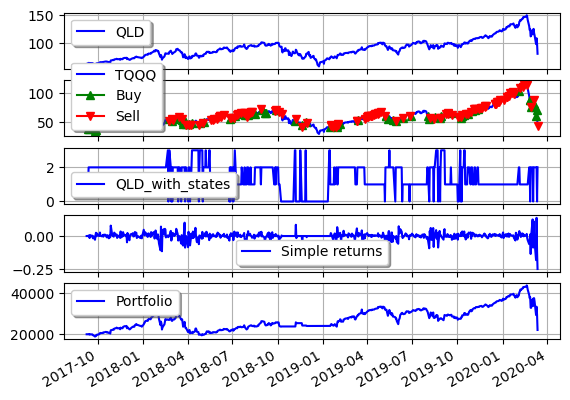 150
QLD
100
TQQQ
100
Buy
50
Sell
2
QLD_with_states
0
0.00
Simple returns
−0.25
40000
Portfolio
20000
2017-10 2018-01 2018-04 2018-07 2018-10 2019-01 2019-04 2019-07 2019-10 2020-01 2020-04